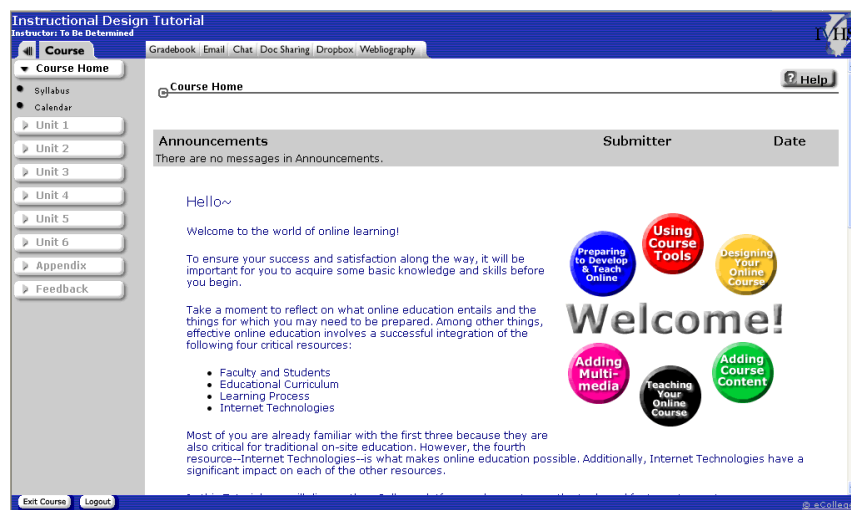 Instructional Design Tutorial
Instructor: To Be Determined
IVHS
Course
Gradebook Email Chat Doc Sharing Dropbox Webliography
Course Home
Syllabus
Calendar
Unit 1
Unit 2
Unit 3
Unit 4
Unit 5
Unit 6
Appendix
Feedback
Course Home
Help
Announcements Submitter Date
There are no messages in Announcements.
Hello~
Welcome to the world of online learning!
To ensure your success and satisfaction along the way, it will be
important for you to acquire some basic knowledge and skills before
you begin.
Take a moment to reflect on what online education entails and the
things for which you may need to be prepared. Among other things,
effective online education involves a successful integration of the
following four critical resources:
Faculty and Students
Educational Curriculum
Learning Process
Internet Technologies
Most of you are already familiar with the first three because they are
also critical for traditional on-site education. However, the fourth
resource--Internet Technologies--is what makes online education possible. Additionally, Internet Technologies have a
significant impact on each of the other resources.
Preparing
to Develop
& Teach
Online
Using
Course
Tools
Designing
Your
Online
Course
Welcome!
Adding
Multi-
media
Teaching
Your
Online
Course
Adding
Course
Content
Exit Course Logout
© eColleg